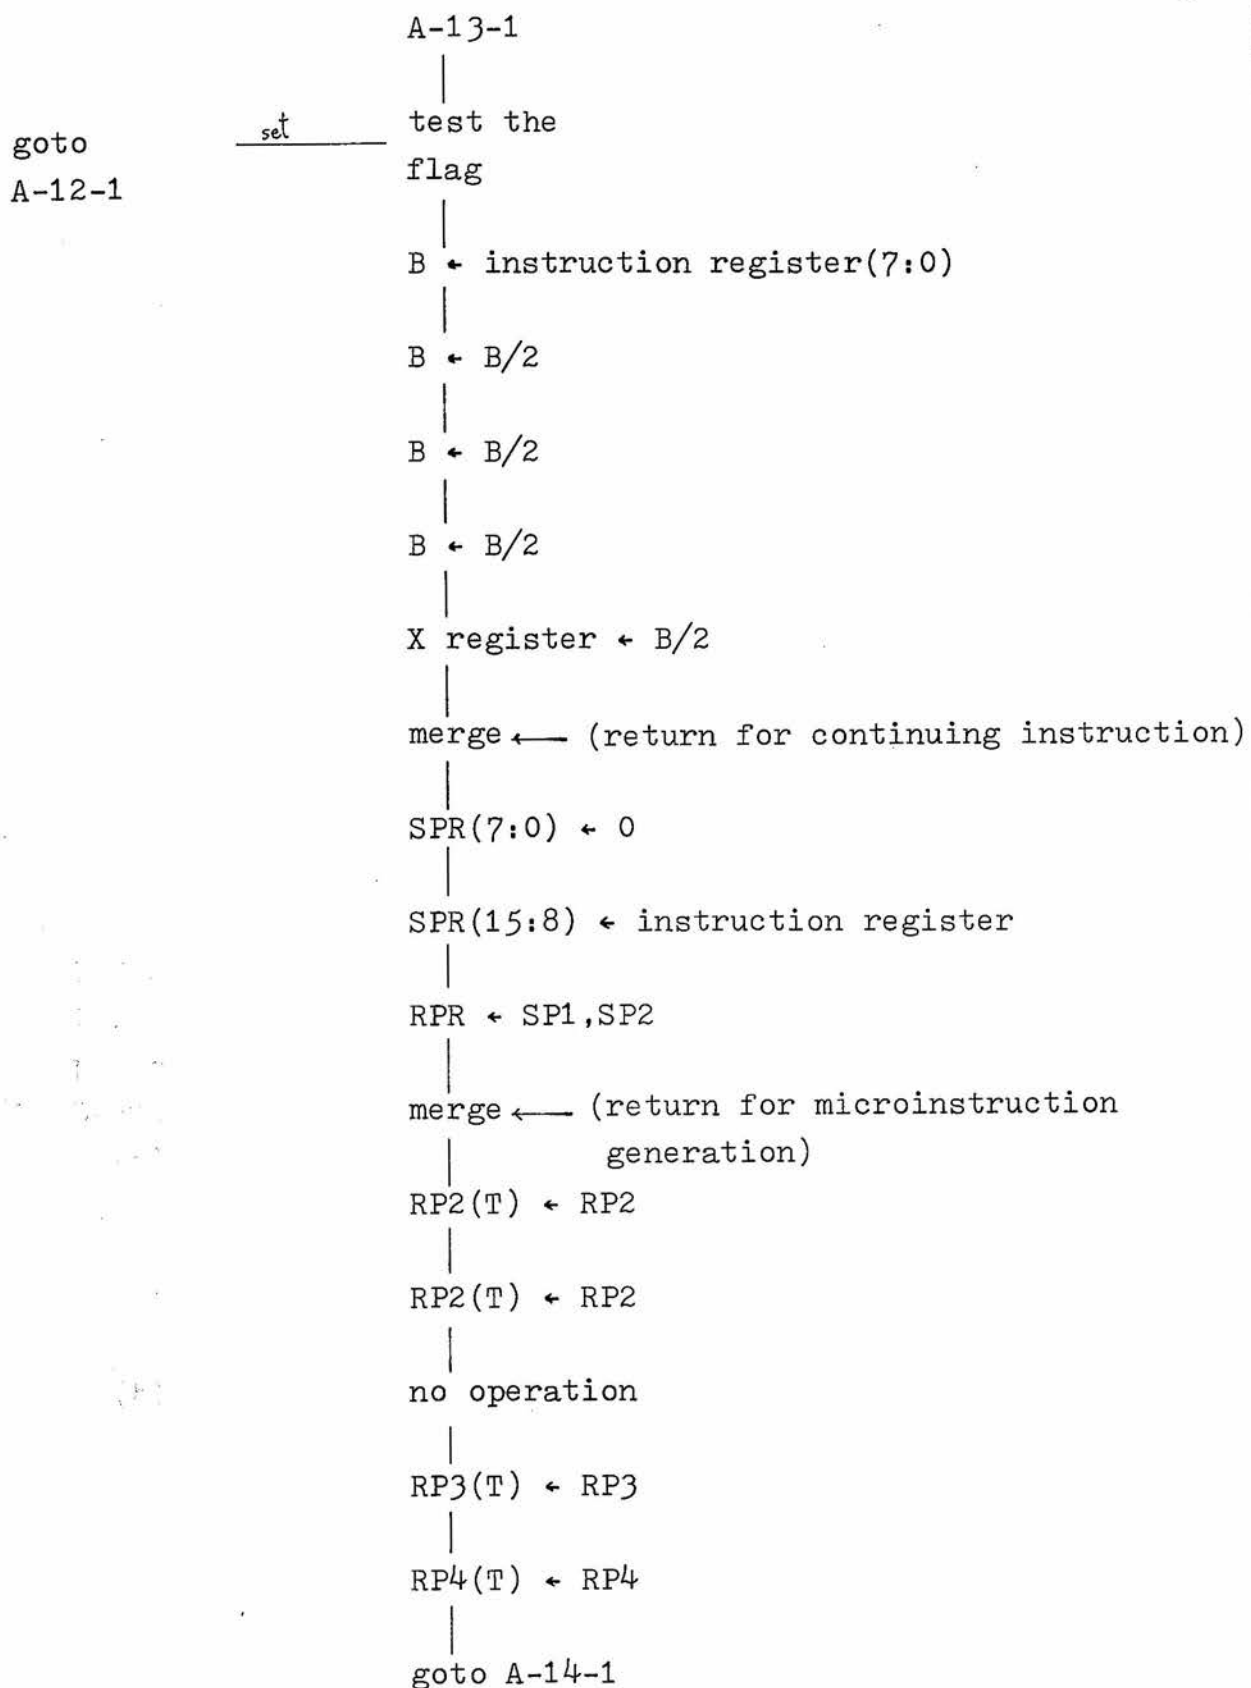 A-13-1
goto
A-12-1
set
test the
flag
B ← instruction register(7:0)
B ← B/2
B ← B/2
B ← B/2
X register ← B/2
merge ← (return for continuing instruction)
SPR(7:0) ← 0
SPR(15:8) ← instruction register
RPR ← SP1,SP2
merge ← (return for microinstruction
generation)
RP2(T) ← RP2
RP2(T) ← RP2
no operation
RP3(T) ← RP3
RP4(T) ← RP4
goto A-14-1